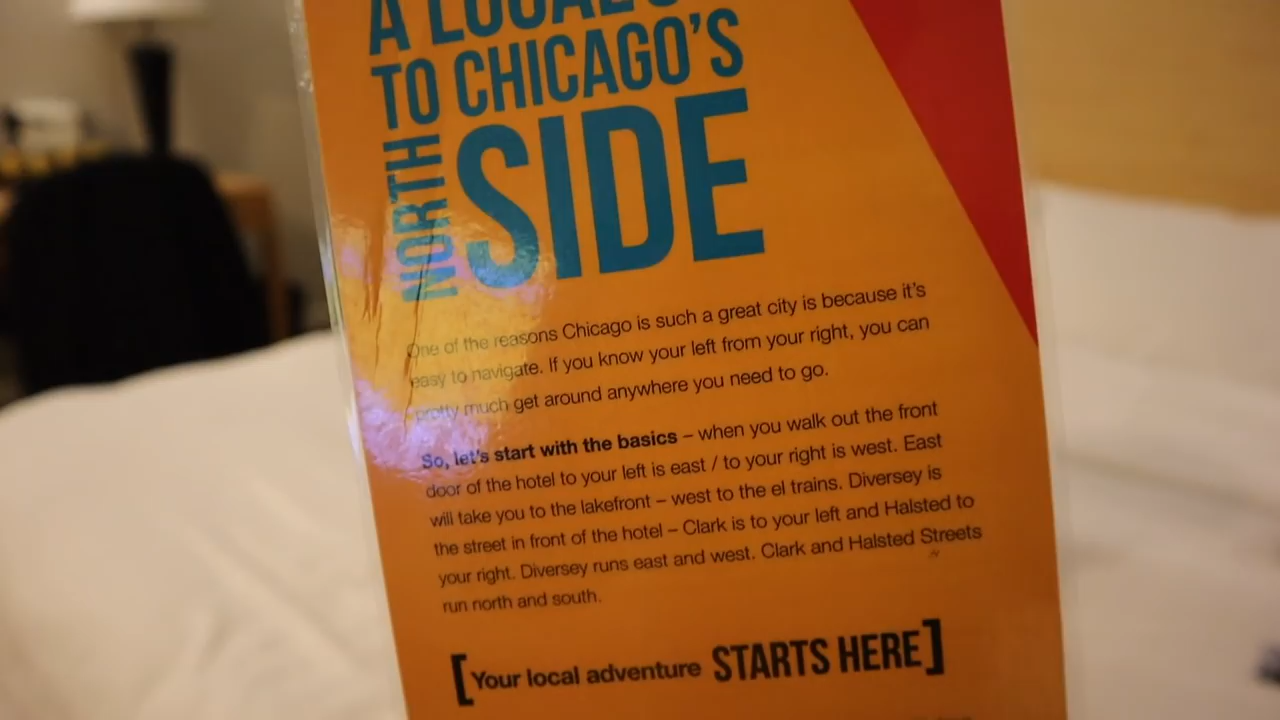 A LOCAL'S
TO CHICAGO'S
NORTH SIDE
One of the reasons Chicago is such a great city is because it's
easy to navigate. If you know your left from your right, you can
pretty much get around anywhere you need to go.
So, let's start with the basics – when you walk out the front
door of the hotel to your left is east / to your right is west. East
will take you to the lakefront – west to the el trains. Diversey is
the street in front of the hotel – Clark is to your left and Halsted to
your right. Diversey runs east and west. Clark and Halsted Streets
run north and south.
[Your local adventure STARTS HERE]